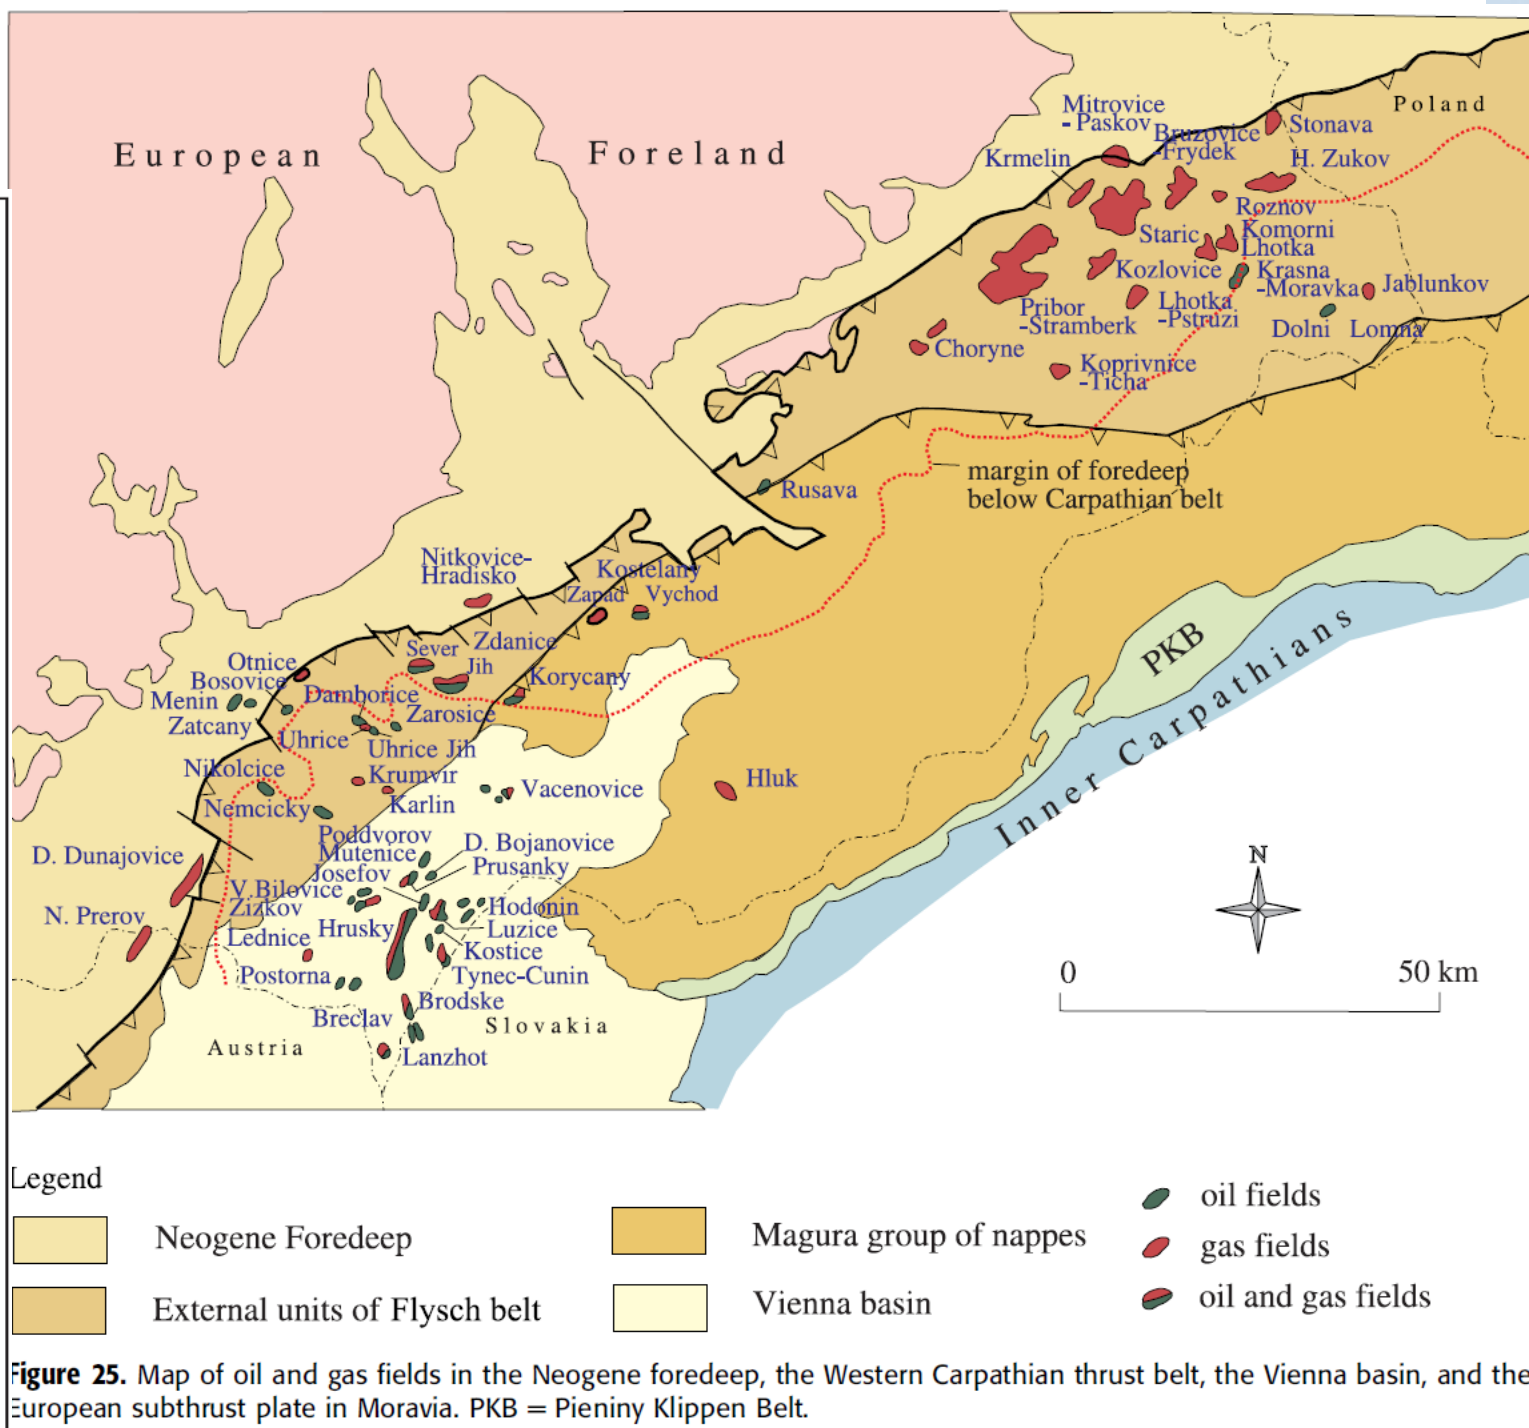 European
Foreland
Poland
Mitrovice
- Paskov
Bruzovice
-Frydek
Stonava
Krmelin
H. Zukov
Roznov
Staric
Komorni
Lhotka
Kozlovice
Krasna
-Moravka
Jablunkov
Pribor
-Stramberk
Lhotka
-Pstruzi
Dolni Lomna
Choryne
Koprivnice
-Ticha
margin of foredeep
below Carpathian belt
Rusava
Nitkovice-
Hradisko
Kostelany
Zapad Vychod
Sever
Zdanice
Jih
Otnice
Bosovice
Menin
Zatcany
Damborice
Korycany
Zarosice
Uhrice
Uhrice Jih
Nikolcice
Krumvir
Nemcicky
Karlin
Vacenovice
Hluk
PKB
Inner Carpathians
Poddvorov
Mutenice
D. Bojanovice
D. Dunajovice
Josefov
Prusanky
V.Bilovice
Zizkov
Hodonin
N. Prerov
Lednice
Hrusky
Luzice
Kostice
Postorna
Tynec-Cunin
Brodske
Breclav
Slovakia
Austria
Lanzhot
N
0 50 km
Legend
Neogene Foredeep
External units of Flysch belt
Magura group of nappes
Vienna basin
oil fields
gas fields
oil and gas fields
Figure 25. Map of oil and gas fields in the Neogene foredeep, the Western Carpathian thrust belt, the Vienna basin, and the
European subthrust plate in Moravia. PKB = Pieniny Klippen Belt.